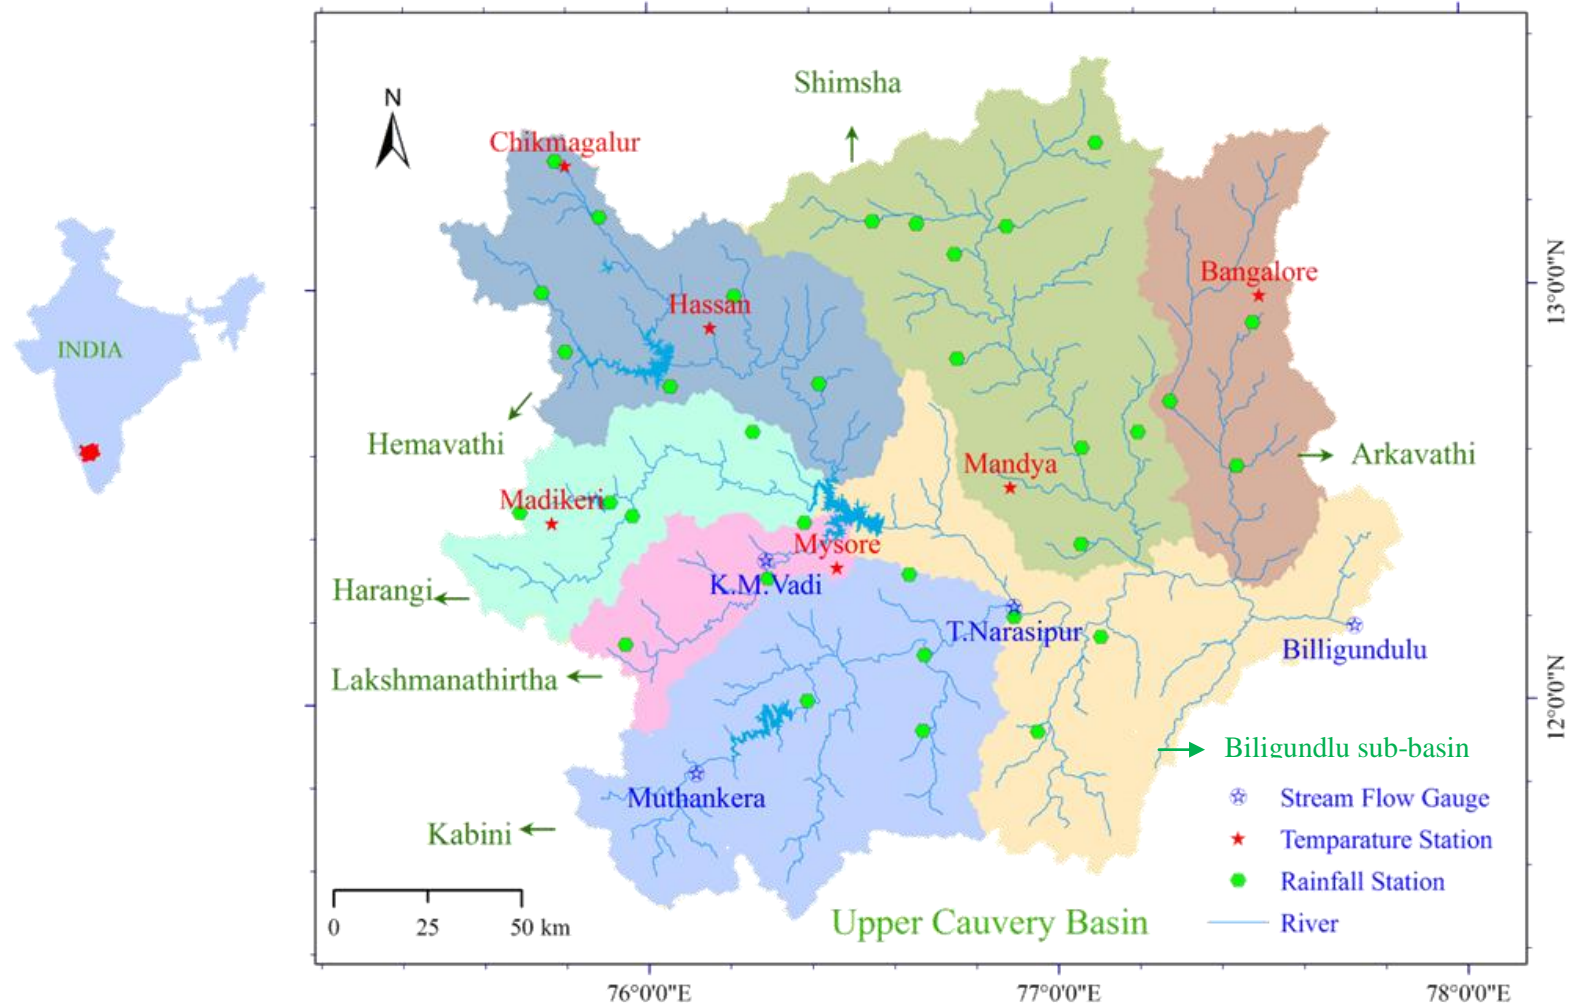 Shimsha
N
Chikmagalur
Bangalore
13°0'0"N
Hassan
INDIA
Hemavathi
Mandya
Arkavathi
Madikeri
Mysore
K.M.Vadi
Harangi
T.Narasipur
Billigundulu
Lakshmanathirtha
12°0'0"N
Biligundlu sub-basin
Muthankera
Stream Flow Gauge
Kabini
Temparature Station
Rainfall Station
Upper Cauvery Basin
River
0 25 50 km
76°0'0"E 77°0'0"E 78°0'0"E